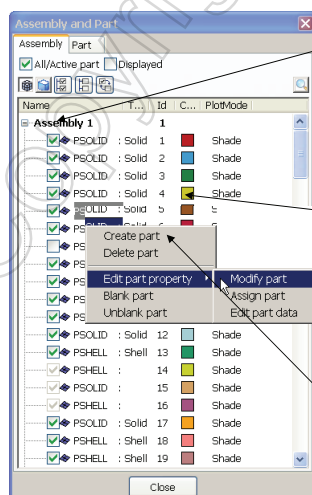 Assembly and Part
Assembly Part
All/Active part Displayed
Name T... Id C... PlotMode
Assembly 1 1
PSOLID : Solid 1 Shade
PSOLID : Solid 2 Shade
PSOLID : Solid 3 Shade
PSOLID : Solid 4 Shade
PSOLID : Solid 5 S
Create part
Delete part
Edit part property Modify part
Blank part Assign part
Unblank part Edit part data
PSOLID : Solid 12 Shade
PSHELL : Shell 13 Shade
PSHELL : 14 Shade
PSOLID : 15 Shade
PSHELL : 16 Shade
PSOLID : Solid 17 Shade
PSHELL : Shell 18 Shade
PSHELL : Shell 19 Shade
Close